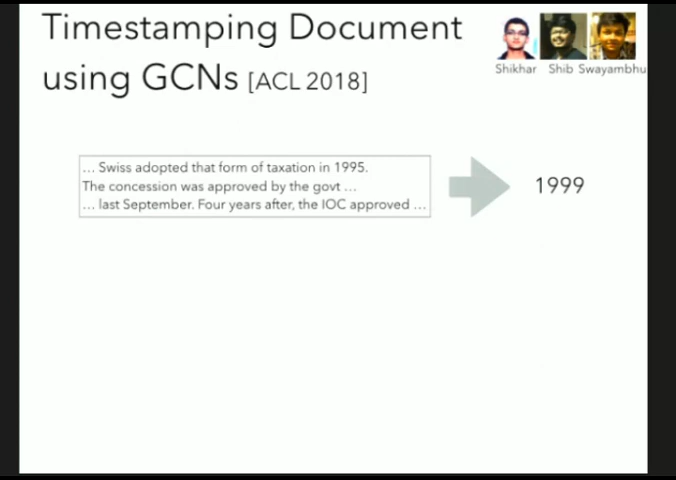 Timestamping Document
using GCNs [ACL 2018]
Shikhar Shib Swayambhu
... Swiss adopted that form of taxation in 1995.
The concession was approved by the govt ...
... last September. Four years after, the IOC approved ...
1999